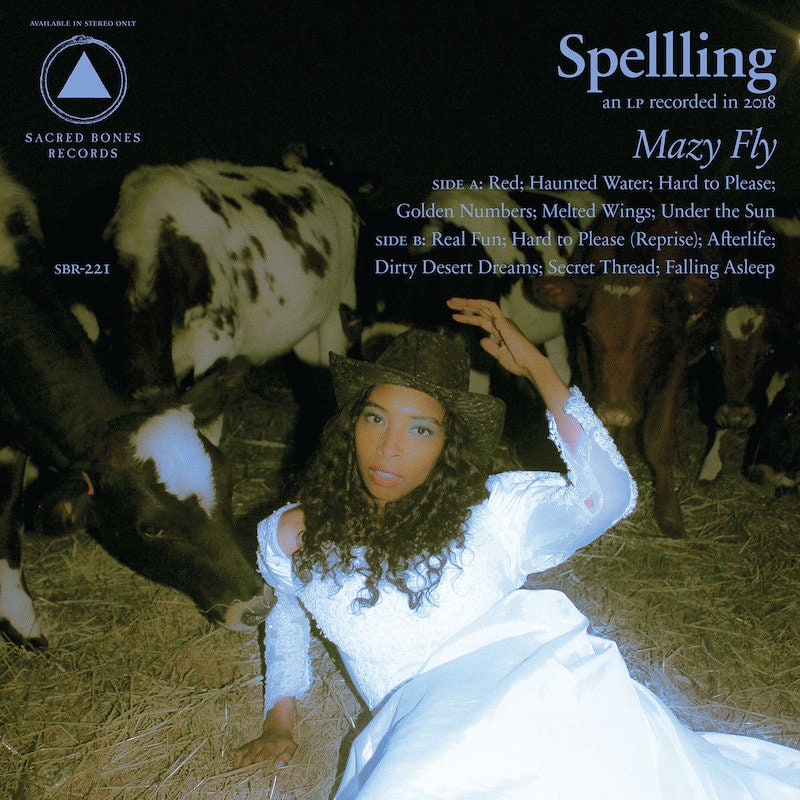 AVAILABLE IN STEREO ONLY
SACRED BONES
RECORDS
SBR-221
Spellling
an LP recorded in 2018
Mazy Fly
SIDE A: Red; Haunted Water; Hard to Please;
Golden Numbers; Melted Wings; Under the Sun
SIDE B: Real Fun; Hard to Please (Reprise); Afterlife;
Dirty Desert Dreams; Secret Thread; Falling Asleep